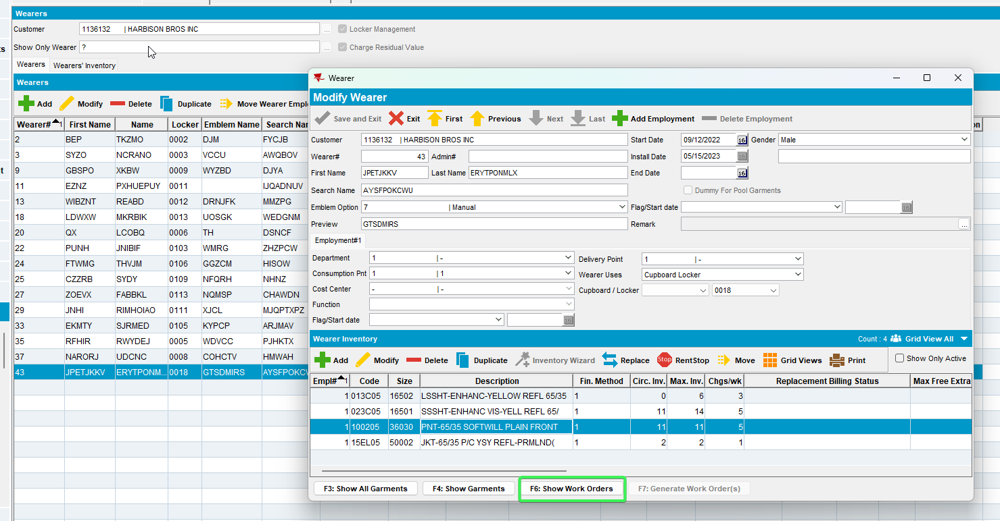 Wearers
Customer 1136132 | HARBISON BROS INC ... Locker Management
ts Show Only Wearer ? ... Charge Residual Value
Wearers Wearers' Inventory
Wearers
Add Modify Delete Duplicate Move Wearer Emplo
Wearer# 1 First Name Name Locker Emblem Name Search Nam on
2 BEP TKZMO 0002 DJM FYCJB
3 SYZO NCRANO 0003 VCCU AWQBOV
t 9 GBSPO XKBW 0009 WYZBD DJYA
11 EZNZ PXHUEPUY 0011 IJQADNUV
13 WIBZNT REABD 0012 DRNJFK MMZPG
18 LDWXW MKRBIK 0013 UOSGK WEDGNM
20 QX LCOBQ 0006 TH DSNCF
22 PUNH JNIBIF 0103 WMRG ZHZPCW
24 FTWMG THVJM 0106 GGZCM HISOW
25 CZZRB SYDY 0109 NFQRH NHNZ
27 ZOEVX FABBKL 0113 NQMSP CHAWDN
29 JNHI RIMHOIAO 0111 XJCL MJQPTXPZ
33 EKMTY SJRMED 0105 KYPCP ARJMAV
35 RFHIR RWYDEJ 0005 WDVCC PJHKTX
37 NARORJ UDCNC 0008 COHCTV HMWAH
43 JPETJKKV ERYTPONM... 0018 GTSDMIRS AYSFPOKCW
Wearer
Modify Wearer
Save and Exit Exit First Previous Next Last Add Employment Delete Employment
Customer 1136132 | HARBISON BROS INC Start Date 09/12/2022 16 Gender Male
Wearer# 43 Admin# Install Date 05/15/2023 16
First Name JPETJKKV Last Name ERYTPONMLX End Date 16
Search Name AYSFPOKCWU Dummy For Pool Garments
Emblem Option 7 | Manual Flag/Start date 16
Preview GTSDMIRS Remark ...
Employment#1
Department 1 | - Delivery Point 1 | -
Consumption Pnt 1 | 1 Wearer Uses Cupboard Locker
Cost Center - | - Cupboard / Locker 0018
Function
Flag/Start date 16
Wearer Inventory Count : 4 Grid View All
Add Modify Delete Duplicate Inventory Wizard Replace Stop RentStop Move Grid Views Print Show Only Active
Empl# 1 Code Size Description Fin. Method Circ. Inv. Max. Inv. Chgs/wk Replacement Billing Status Max Free Extra
1 013C05 16502 LSSHT-ENHANC-YELLOW REFL 65/35 1 0 6 3
1 023C05 16501 SSSHT-ENHANC VIS-YELL REFL 65/ 1 11 14 5
1 100205 36030 PNT-65/35 SOFTWILL PLAIN FRONT 1 11 11 5
1 15EL05 50002 JKT-65/35 P/C YSY REFL-PRMLND( 1 2 2 1
F3: Show All Garments F4: Show Garments F6: Show Work Orders F7: Generate Work Order(s)